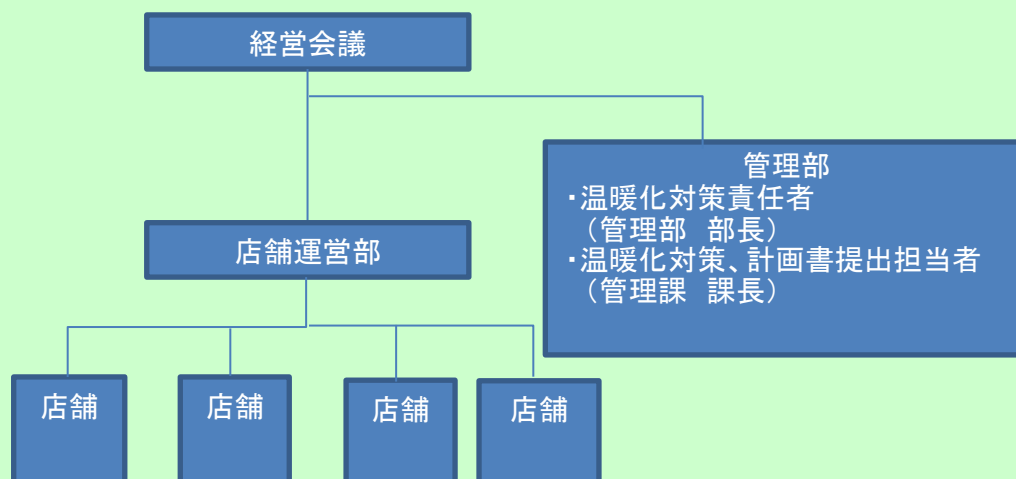 経営会議
管理部
・温暖化対策責任者
（管理部　部長）
・温暖化対策、計画書提出担当者
（管理課　課長）
店舗運営部
店舗
店舗
店舗
店舗